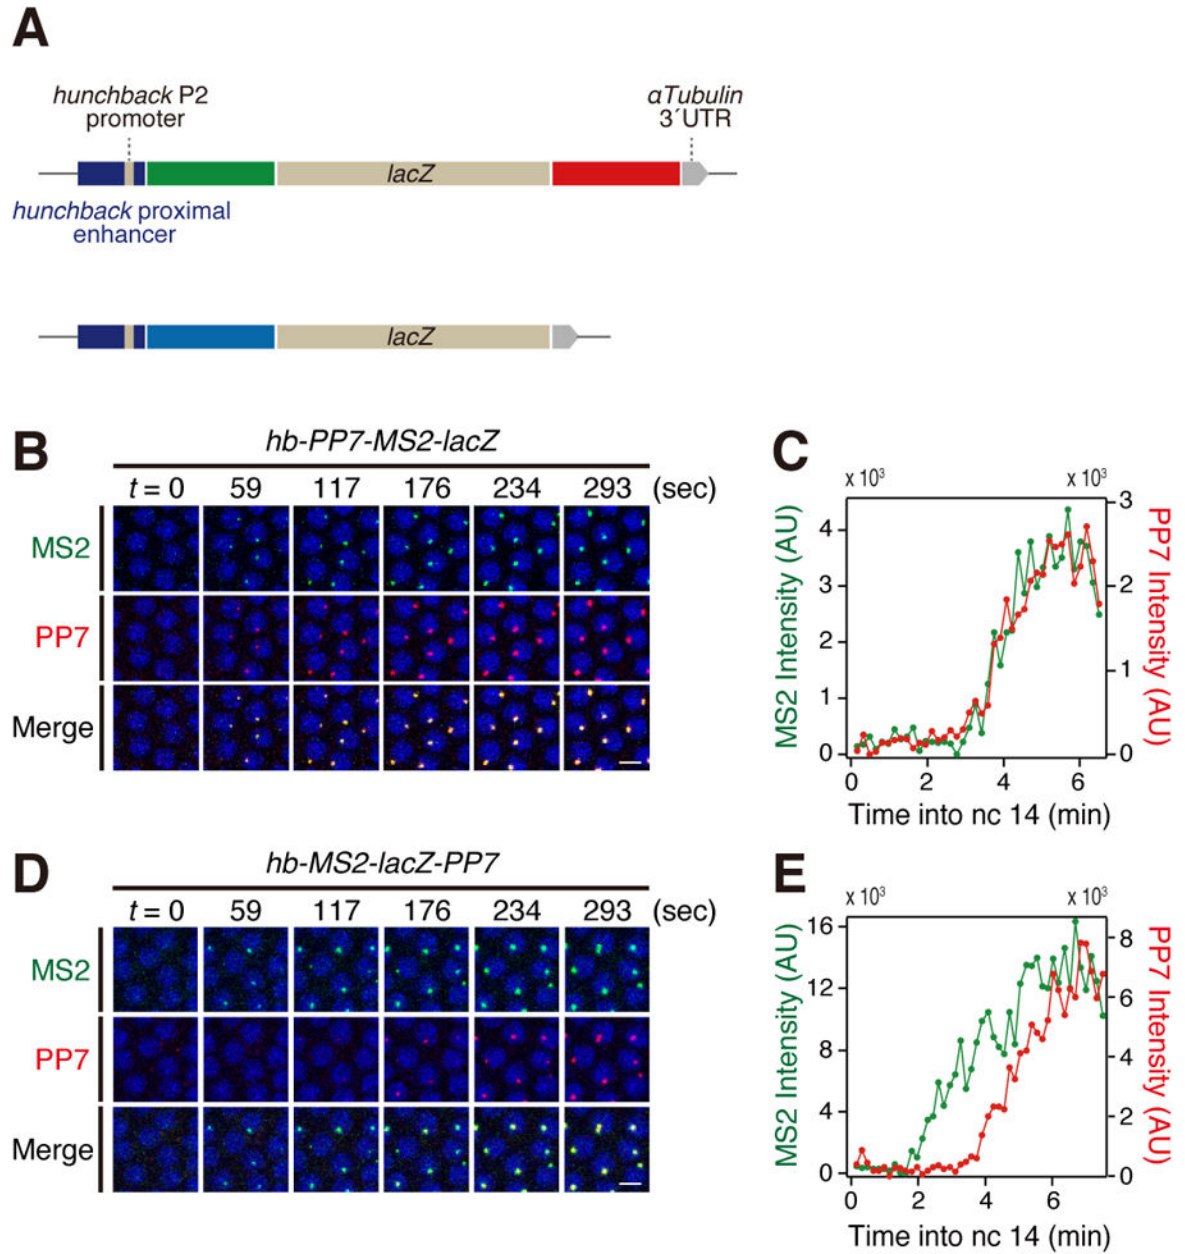 A
hunchback P2
promoter
αTubulin
3´UTR
lacZ
hunchback proximal
enhancer
lacZ
B
hb-PP7-MS2-lacZ
t = 0 59 117 176 234 293 (sec)
MS2
PP7
Merge
C
x 10³ x 10³
MS2 Intensity (AU)
4
3
2
1
0
3
2
1
0
PP7 Intensity (AU)
0 2 4 6
Time into nc 14 (min)
D
hb-MS2-lacZ-PP7
t = 0 59 117 176 234 293 (sec)
MS2
PP7
Merge
E
x 10³ x 10³
MS2 Intensity (AU)
16
12
8
4
0
8
6
4
2
0
PP7 Intensity (AU)
0 2 4 6
Time into nc 14 (min)